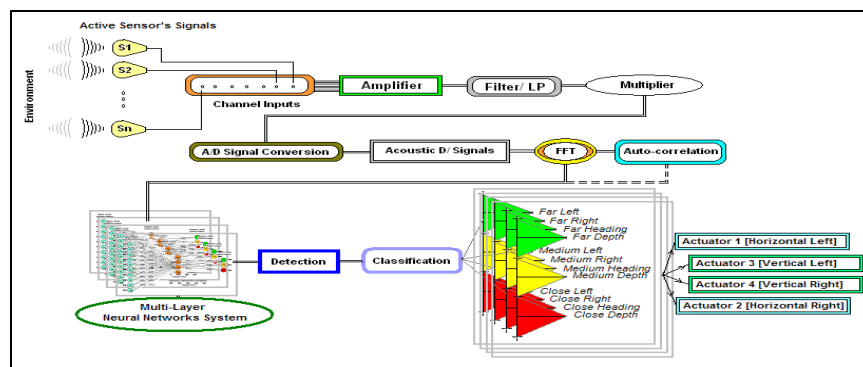 Active Sensor's Signals
Environment
S1
S2
Sn
Channel Inputs
Amplifier
Filter/ LP
Multiplier
A/D Signal Conversion
Acoustic D/ Signals
FFT
Auto-correlation
Multi-Layer
Neural Networks System
Detection
Classification
Far Left
Far Right
Far Heading
Far Depth
Medium Left
Medium Right
Medium Heading
Medium Depth
Close Left
Close Right
Close Heading
Close Depth
Actuator 1 [Horizontal Left]
Actuator 3 [Vertical Left]
Actuator 4 [Vertical Right]
Actuator 2 [Horizontal Right]